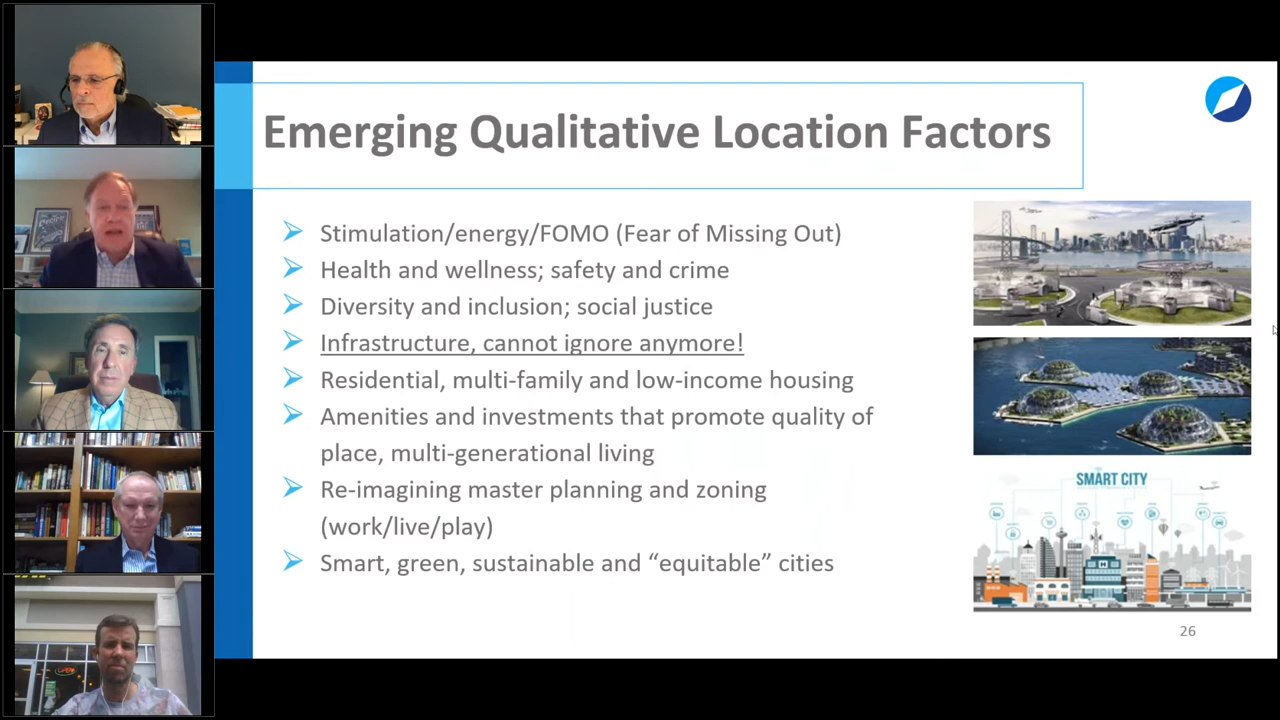 Emerging Qualitative Location Factors
Stimulation/energy/FOMO (Fear of Missing Out)
Health and wellness; safety and crime
Diversity and inclusion; social justice
Infrastructure, cannot ignore anymore!
Residential, multi-family and low-income housing
Amenities and investments that promote quality of
place, multi-generational living
Re-imagining master planning and zoning
(work/live/play)
Smart, green, sustainable and “equitable” cities
SMART CITY
H
26